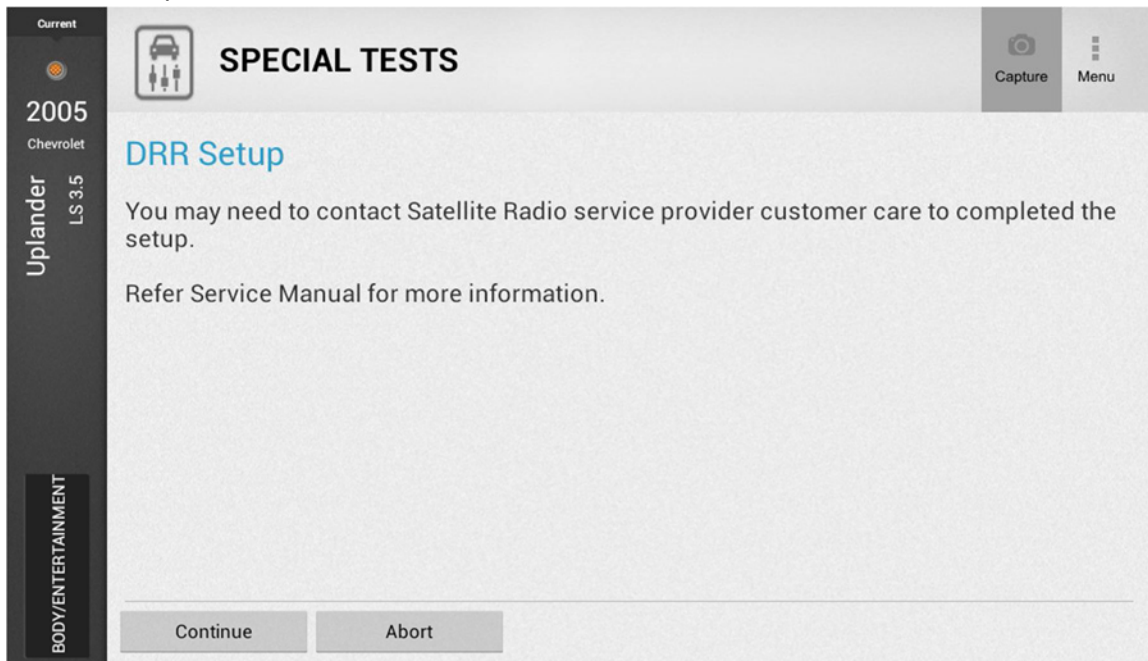 Current
2005
Chevrolet
Uplander
LS 3.5
BODY/ENTERTAINMENT
SPECIAL TESTS
Capture
Menu
DRR Setup
You may need to contact Satellite Radio service provider customer care to completed the
setup.
Refer Service Manual for more information.
Continue
Abort